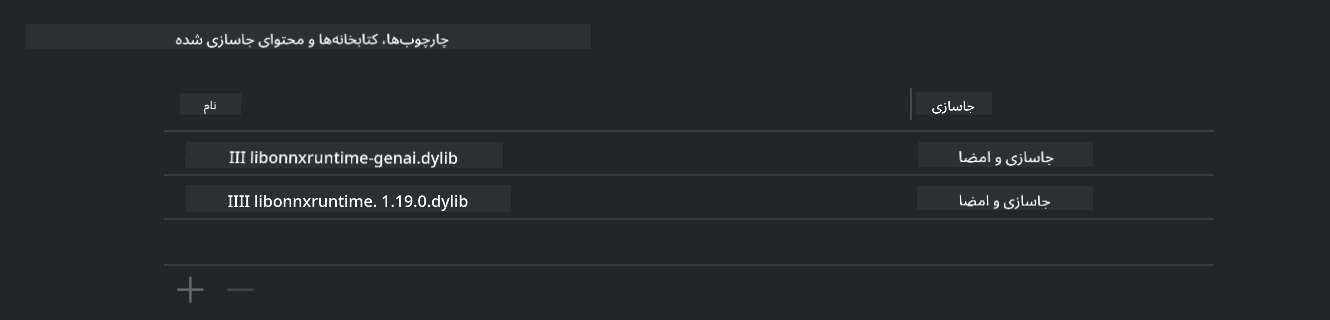 چارچوب‌ها، کتابخانه‌ها و محتوای جاسازی شده
نام
جاسازی
III libonnxruntime-genai.dylib
جاسازی و امضا
IIII libonnxruntime. 1.19.0.dylib
جاسازی و امضا